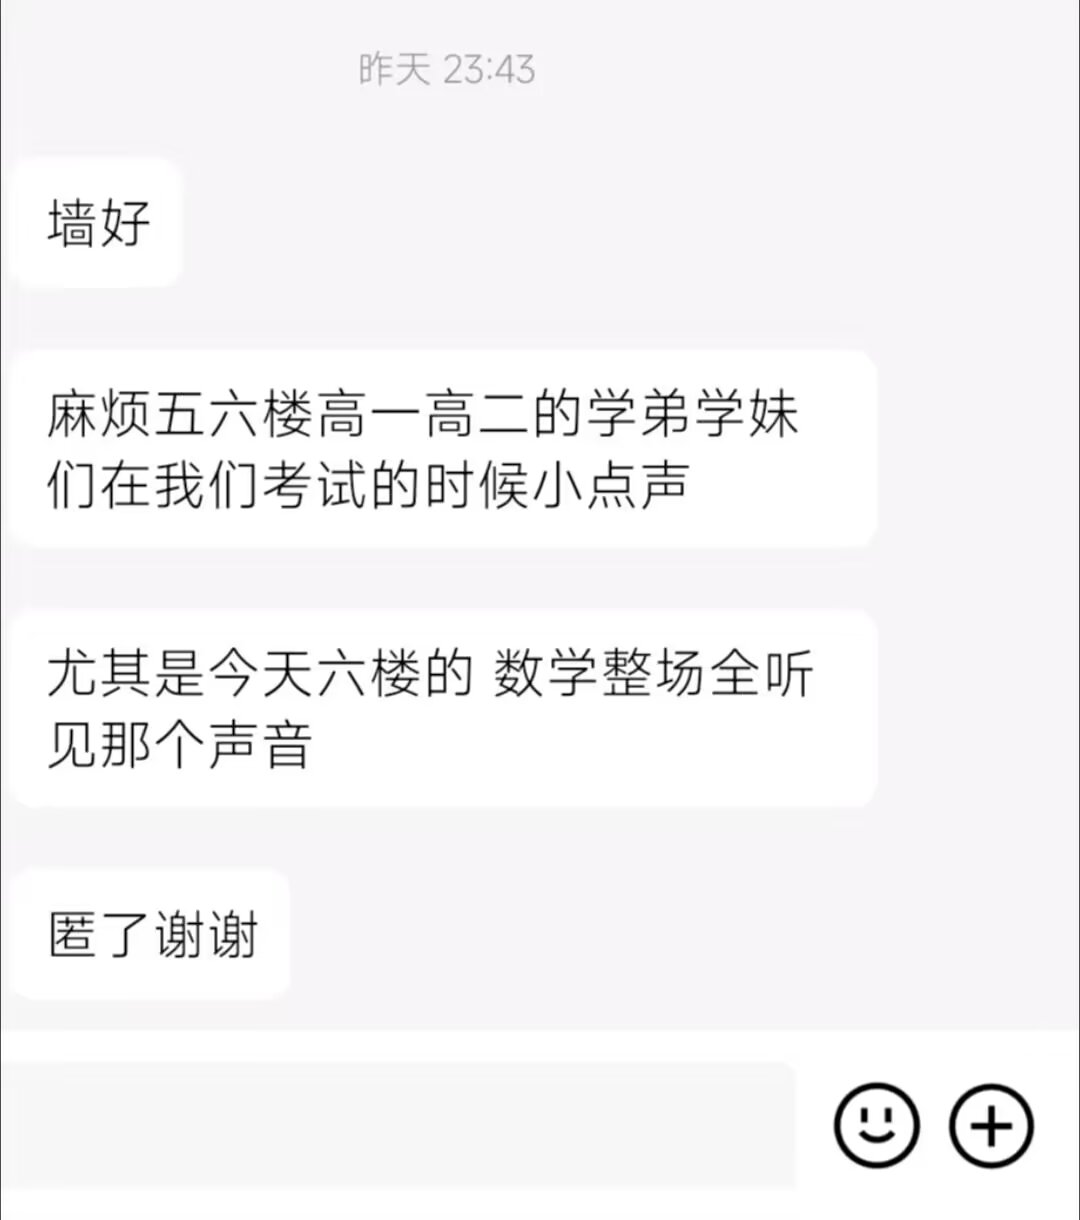 昨天 23:43
墙好
麻烦五六楼高一高二的学弟学妹
们在我们考试的时候小点声
尤其是今天六楼的 数学整场全听
见那个声音
匿了谢谢